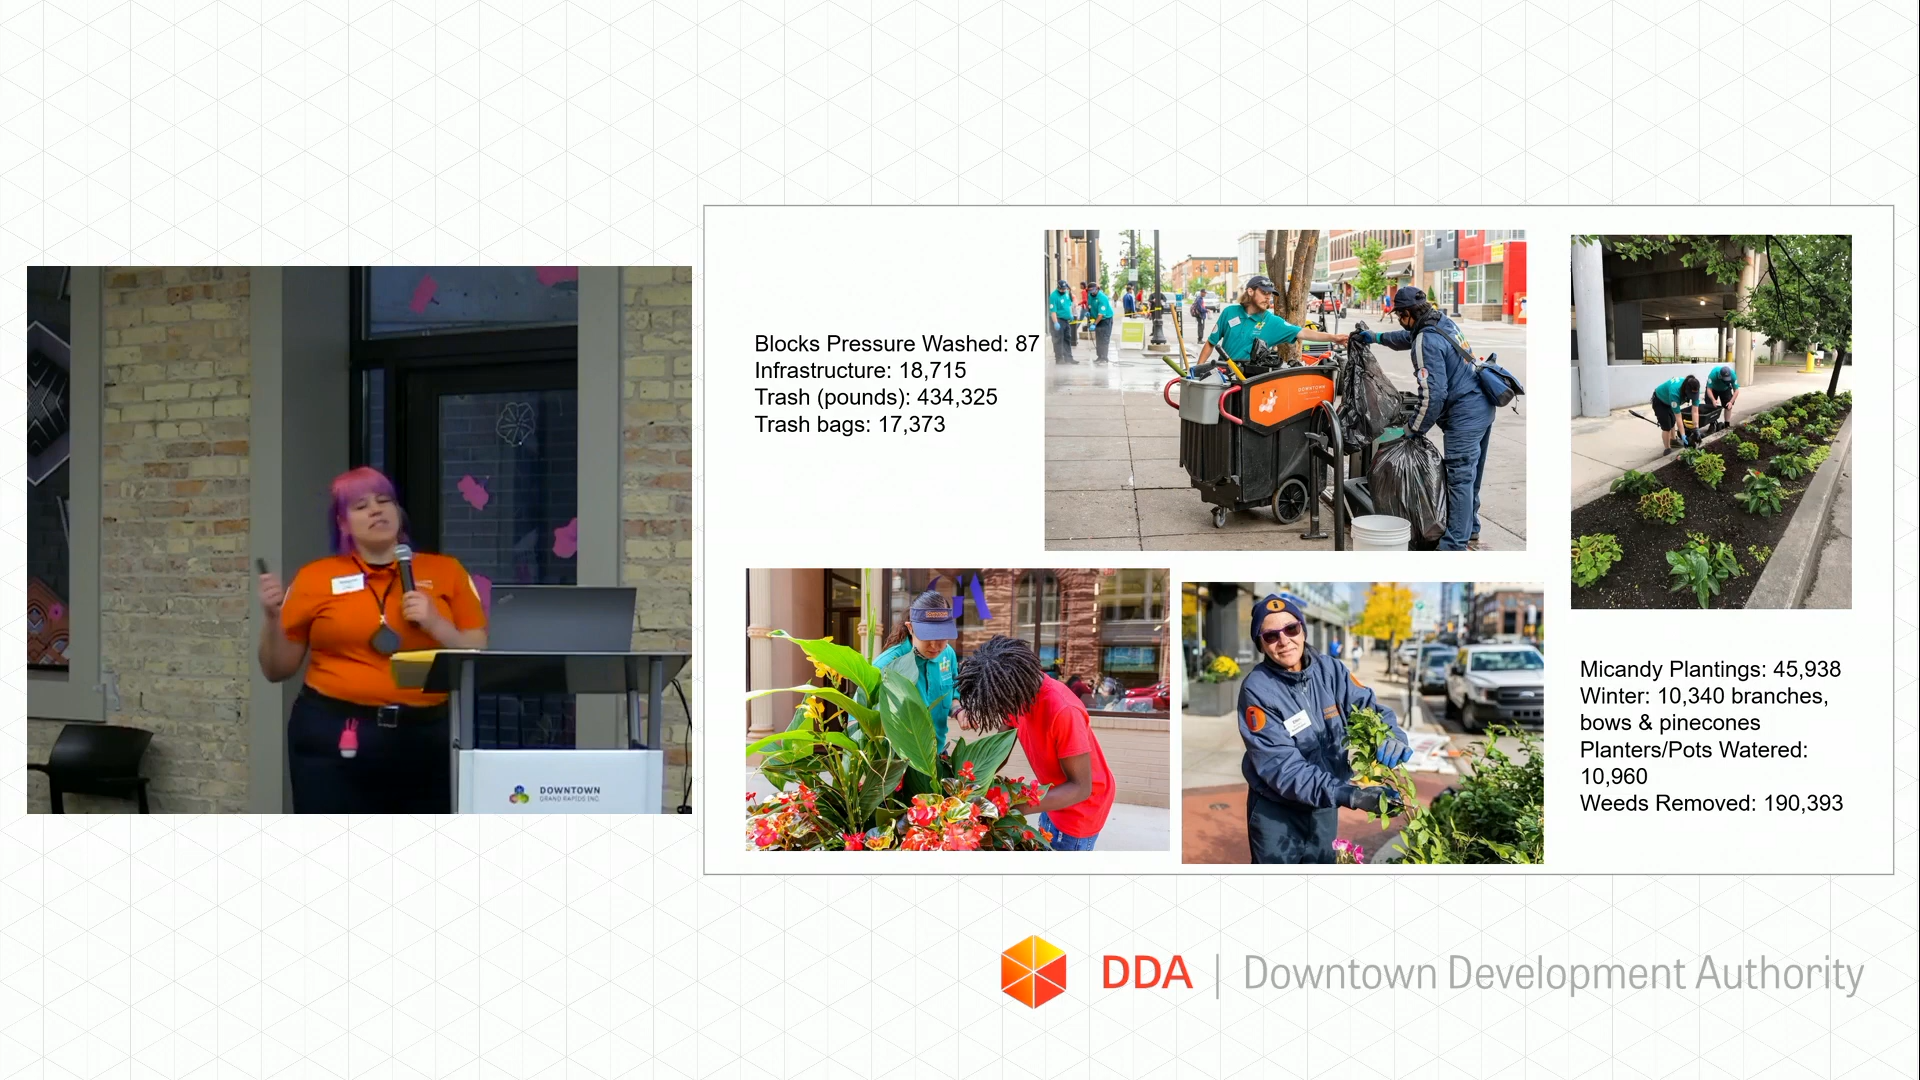 Blocks Pressure Washed: 87
Infrastructure: 18,715
Trash (pounds): 434,325
Trash bags: 17,373
DOWNTOWN
Micandy Plantings: 45,938
Winter: 10,340 branches,
bows & pinecones
Planters/Pots Watered:
10,960
Weeds Removed: 190,393
DOWNTOWN
GRAND RAPIDS INC.
DDA | Downtown Development Authority